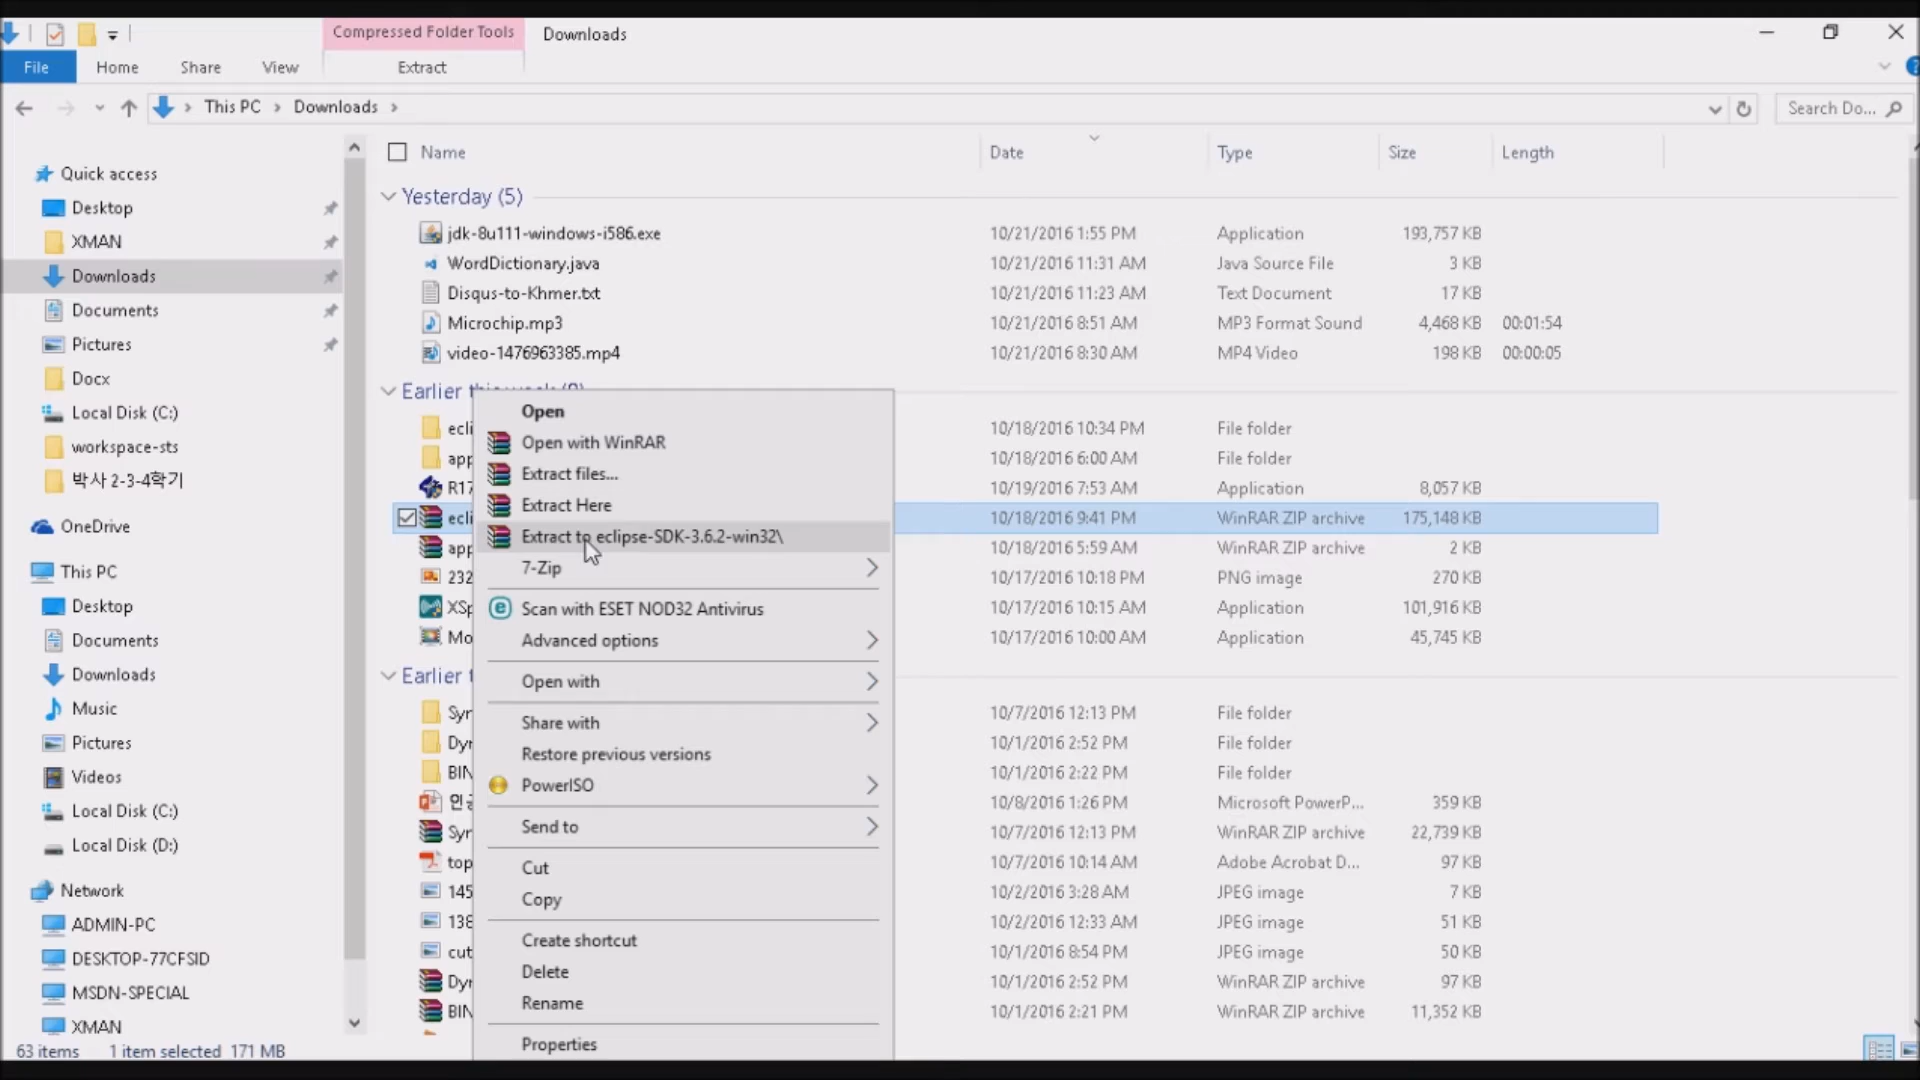 Compressed Folder Tools
Downloads
File
Home
Share
View
Extract
This PC
Downloads
Search Do...
Name
Date
Type
Size
Length
Quick access
Desktop
XMAN
Downloads
Documents
Pictures
Docx
Local Disk (C:)
workspace-sts
박사 2-3-4학기
OneDrive
This PC
Desktop
Documents
Downloads
Music
Pictures
Videos
Local Disk (C:)
Local Disk (D:)
Network
ADMIN-PC
DESKTOP-77CFSID
MSDN-SPECIAL
XMAN
Yesterday (5)
jdk-8u111-windows-i586.exe 10/21/2016 1:55 PM Application 193,757 KB
WordDictionary.java 10/21/2016 11:31 AM Java Source File 3 KB
Disqus-to-Khmer.txt 10/21/2016 11:23 AM Text Document 17 KB
Microchip.mp3 10/21/2016 8:51 AM MP3 Format Sound 4,468 KB 00:01:54
video-1476963385.mp4 10/21/2016 8:30 AM MP4 Video 198 KB 00:00:05
Earlier
ecli 10/18/2016 10:34 PM File folder
app 10/18/2016 6:00 AM File folder
R17 10/19/2016 7:53 AM Application 8,057 KB
ecli 10/18/2016 9:41 PM WinRAR ZIP archive 175,148 KB
app 10/18/2016 5:59 AM WinRAR ZIP archive 2 KB
232 10/17/2016 10:18 PM PNG image 270 KB
XSp 10/17/2016 10:15 AM Application 101,916 KB
Mo 10/17/2016 10:00 AM Application 45,745 KB
Earlier
Syn 10/7/2016 12:13 PM File folder
Dyn 10/1/2016 2:52 PM File folder
BIN 10/1/2016 2:22 PM File folder
10/8/2016 1:26 PM Microsoft PowerP... 359 KB
Syn 10/7/2016 12:13 PM WinRAR ZIP archive 22,739 KB
top 10/7/2016 10:14 AM Adobe Acrobat D... 97 KB
145 10/2/2016 3:28 AM JPEG image 7 KB
138 10/2/2016 12:33 AM JPEG image 51 KB
cut 10/1/2016 8:54 PM JPEG image 50 KB
Dyn 10/1/2016 2:52 PM WinRAR ZIP archive 97 KB
BIN 10/1/2016 2:21 PM WinRAR ZIP archive 11,352 KB
Open
Open with WinRAR
Extract files...
Extract Here
Extract to eclipse-SDK-3.6.2-win32\
7-Zip
Scan with ESET NOD32 Antivirus
Advanced options
Open with
Share with
Restore previous versions
PowerISO
Send to
Cut
Copy
Create shortcut
Delete
Rename
Properties
63 items 1 item selected 171 MB